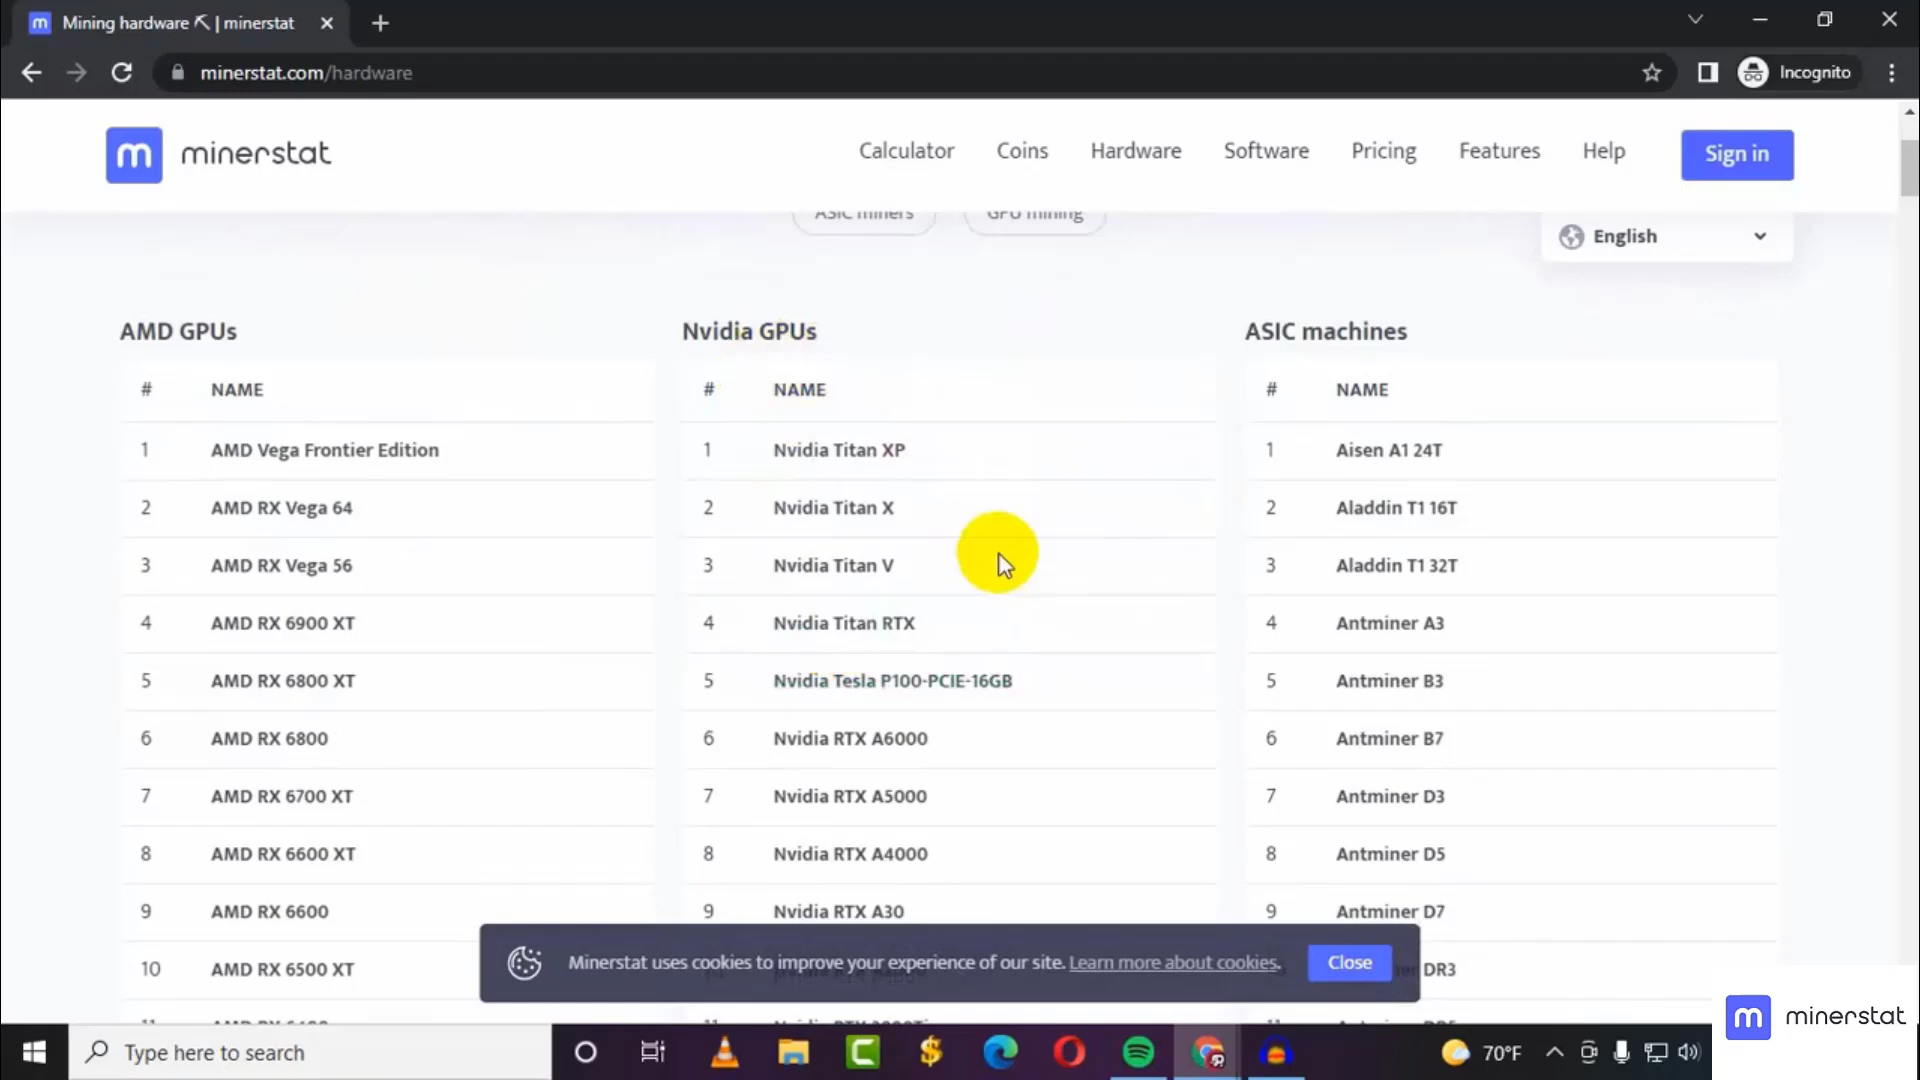 Mining hardware ⛏ | minerstat
minerstat.com/hardware
Incognito
m minerstat
Calculator Coins Hardware Software Pricing Features Help Sign in
ASIC miners GPU mining
English
AMD GPUs
# NAME
1 AMD Vega Frontier Edition
2 AMD RX Vega 64
3 AMD RX Vega 56
4 AMD RX 6900 XT
5 AMD RX 6800 XT
6 AMD RX 6800
7 AMD RX 6700 XT
8 AMD RX 6600 XT
9 AMD RX 6600
10 AMD RX 6500 XT
Nvidia GPUs
# NAME
1 Nvidia Titan XP
2 Nvidia Titan X
3 Nvidia Titan V
4 Nvidia Titan RTX
5 Nvidia Tesla P100-PCIE-16GB
6 Nvidia RTX A6000
7 Nvidia RTX A5000
8 Nvidia RTX A4000
9 Nvidia RTX A30
ASIC machines
# NAME
1 Aisen A1 24T
2 Aladdin T1 16T
3 Aladdin T1 32T
4 Antminer A3
5 Antminer B3
6 Antminer B7
7 Antminer D3
8 Antminer D5
9 Antminer D7
DR3
Minerstat uses cookies to improve your experience of our site. Learn more about cookies. Close
Type here to search
70°F
m minerstat